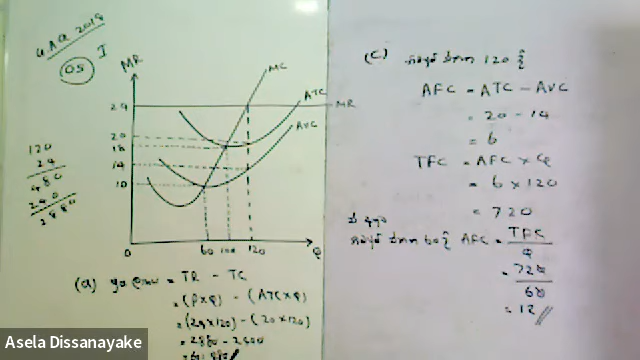 GAQ 2019
05 I
MR
24
20
18
14
10
0
60 100 120 Q
MC
ATC
MR
AVC
120
24
480
240
2880
(a) = TR - TC
= (P×Q) - (ATC×Q)
= (24×120) - (20×120)
= 2880 - 2400
(c) 120
AFC = ATC - AVC
= 20 - 14
= 6
TFC = AFC × Q
= 6 × 120
= 720
60 AFC = TFC
Q
= 720
60
= 12
Asela Dissanayake